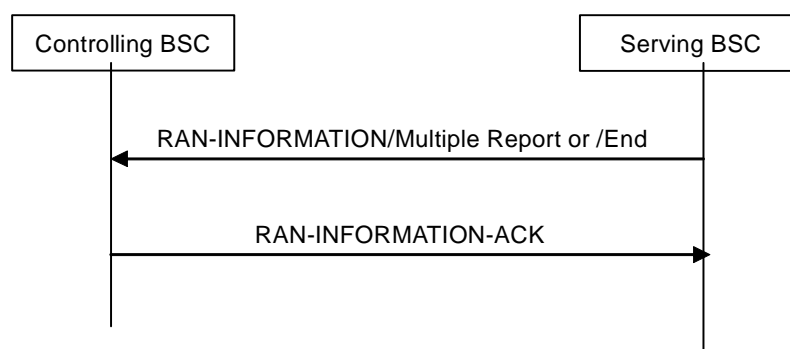 Controlling BSC
Serving BSC
RAN-INFORMATION/Multiple Report or /End
RAN-INFORMATION-ACK